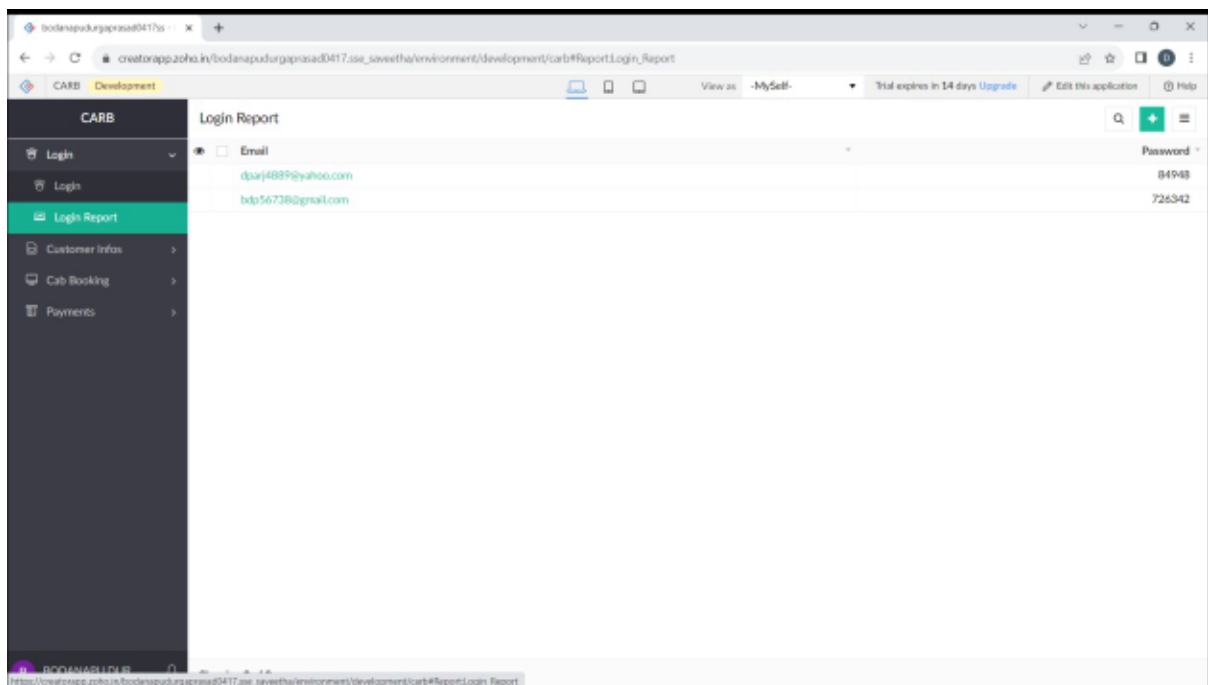 bodanapudurgaprasad0417ss
creatorapp.zoho.in/bodanapudurgaprasad0417.sse_saveetha/environment/development/carb#Report:Login_Report
D
CARB Development View as -MySelf- Trial expires in 14 days Upgrade Edit this application Help
CARB
Login Report
Login
Email Password
Login
dparj4889@yahoo.com 84948
Login Report
bdp56738@gmail.com 726342
Customer Infos
Cab Booking
Payments
BODANAPU DUR
https://creatorapp.zoho.in/bodanapudurgaprasad0417.sse_saveetha/environment/development/carb#Report:Login_Report